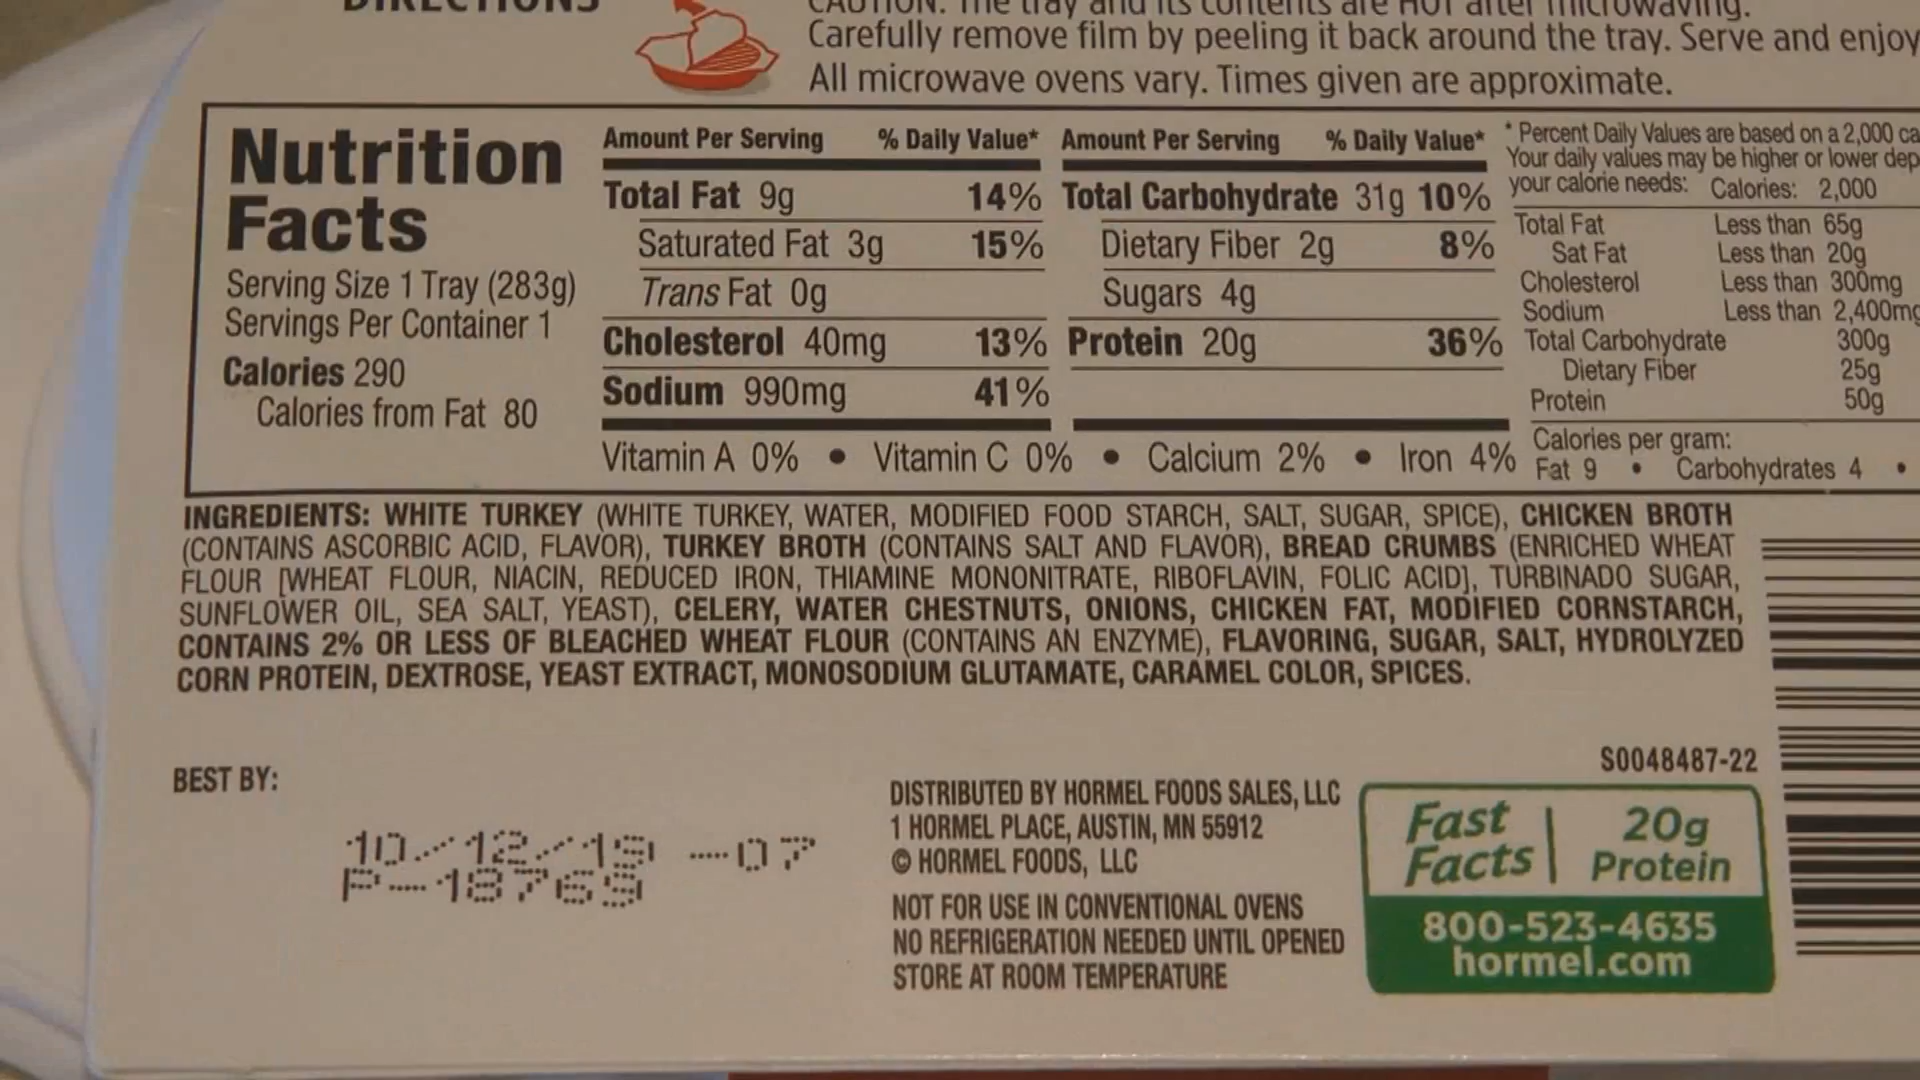 DIRECTIONS
CAUTION: The tray and its contents are HOT after microwaving.
Carefully remove film by peeling it back around the tray. Serve and enjoy
All microwave ovens vary. Times given are approximate.
Nutrition
Facts
Serving Size 1 Tray (283g)
Servings Per Container 1
Calories 290
Calories from Fat 80
Amount Per Serving % Daily Value*
Total Fat 9g 14%
Saturated Fat 3g 15%
Trans Fat 0g
Cholesterol 40mg 13%
Sodium 990mg 41%
Amount Per Serving % Daily Value*
Total Carbohydrate 31g 10%
Dietary Fiber 2g 8%
Sugars 4g
Protein 20g 36%
Vitamin A 0% • Vitamin C 0% • Calcium 2% • Iron 4%
* Percent Daily Values are based on a 2,000 ca
Your daily values may be higher or lower dep
your calorie needs: Calories: 2,000
Total Fat Less than 65g
Sat Fat Less than 20g
Cholesterol Less than 300mg
Sodium Less than 2,400mg
Total Carbohydrate 300g
Dietary Fiber 25g
Protein 50g
Calories per gram:
Fat 9 • Carbohydrates 4 •
INGREDIENTS: WHITE TURKEY (WHITE TURKEY, WATER, MODIFIED FOOD STARCH, SALT, SUGAR, SPICE), CHICKEN BROTH
(CONTAINS ASCORBIC ACID, FLAVOR), TURKEY BROTH (CONTAINS SALT AND FLAVOR), BREAD CRUMBS (ENRICHED WHEAT
FLOUR [WHEAT FLOUR, NIACIN, REDUCED IRON, THIAMINE MONONITRATE, RIBOFLAVIN, FOLIC ACID], TURBINADO SUGAR,
SUNFLOWER OIL, SEA SALT, YEAST), CELERY, WATER CHESTNUTS, ONIONS, CHICKEN FAT, MODIFIED CORNSTARCH,
CONTAINS 2% OR LESS OF BLEACHED WHEAT FLOUR (CONTAINS AN ENZYME), FLAVORING, SUGAR, SALT, HYDROLYZED
CORN PROTEIN, DEXTROSE, YEAST EXTRACT, MONOSODIUM GLUTAMATE, CARAMEL COLOR, SPICES.
BEST BY:
10/12/19 -07
P-18769
DISTRIBUTED BY HORMEL FOODS SALES, LLC
1 HORMEL PLACE, AUSTIN, MN 55912
© HORMEL FOODS, LLC
NOT FOR USE IN CONVENTIONAL OVENS
NO REFRIGERATION NEEDED UNTIL OPENED
STORE AT ROOM TEMPERATURE
S0048487-22
Fast
Facts
20g
Protein
800-523-4635
hormel.com